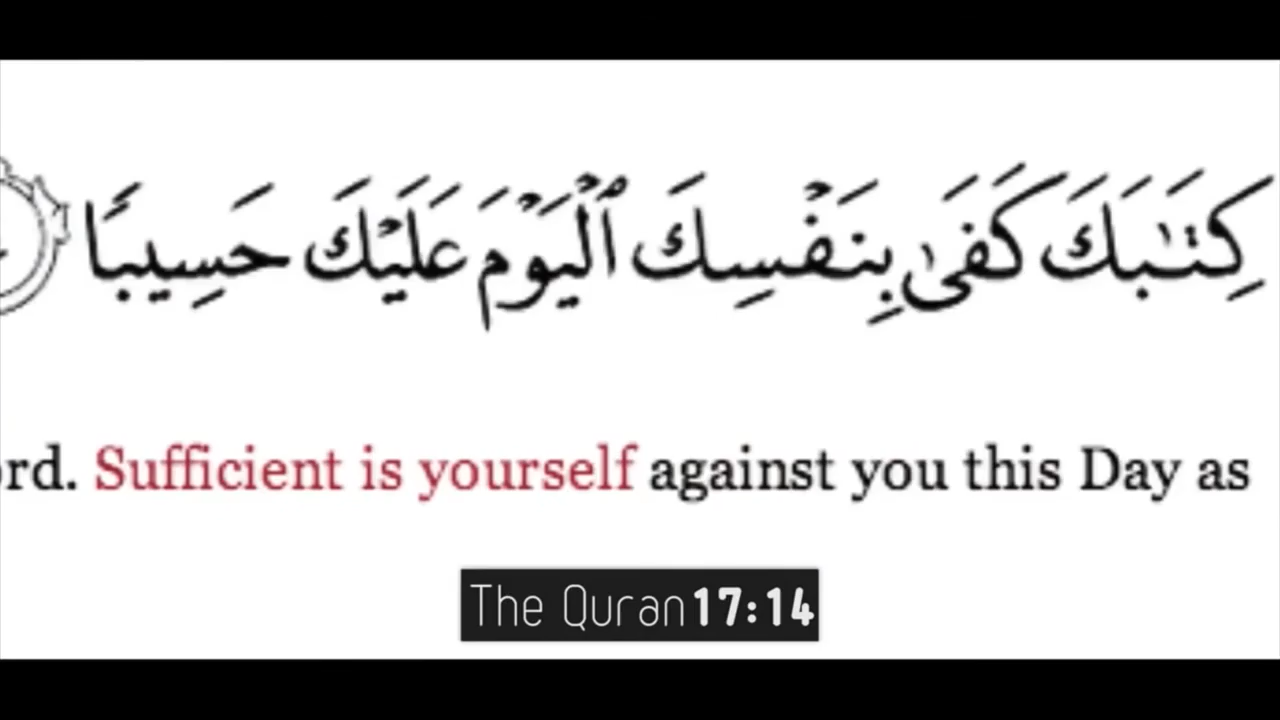 كِتَـٰبَكَ كَفَىٰ بِنَفْسِكَ ٱلْيَوْمَ عَلَيْكَ حَسِيبًا
rd. Sufficient is yourself against you this Day as
The Quran 17:14